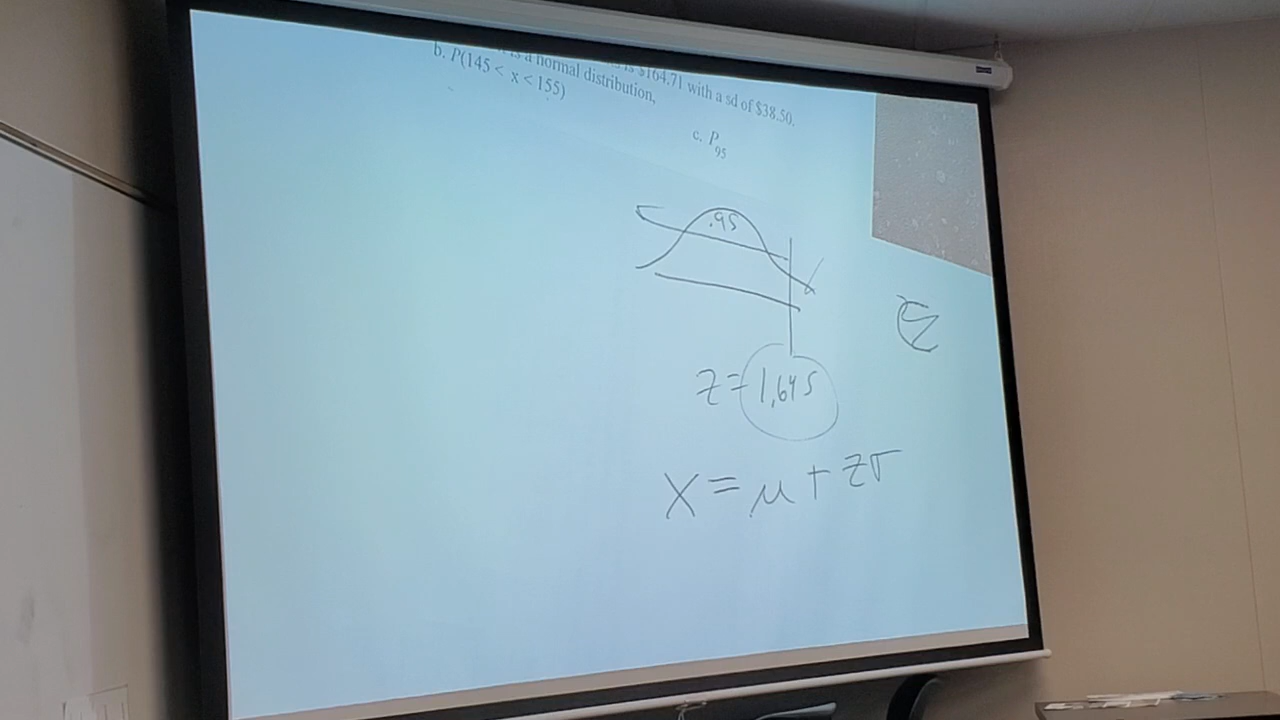 is $164.71 with a sd of $38.50.
is a normal distribution,
b. P(145 < x < 155)
c. P95
.95
z = 1.645
X = μ + zσ